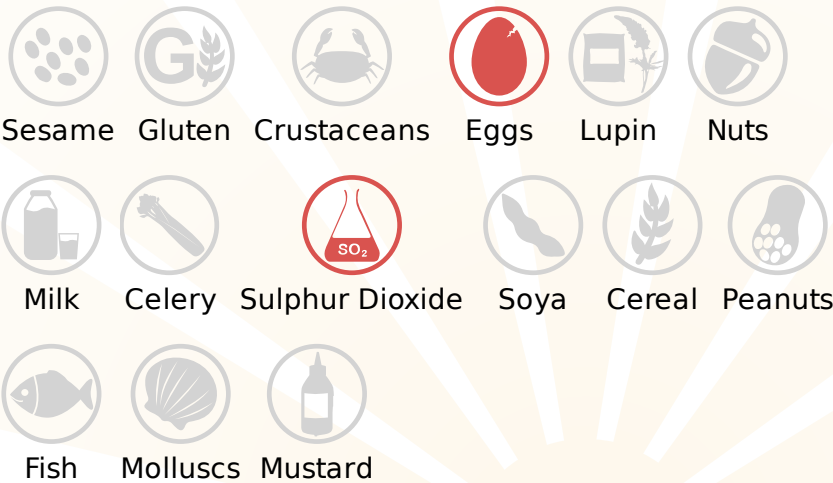 G
Sesame Gluten Crustaceans Eggs Lupin Nuts
SO₂
Milk Celery Sulphur Dioxide Soya Cereal Peanuts
Fish Molluscs Mustard